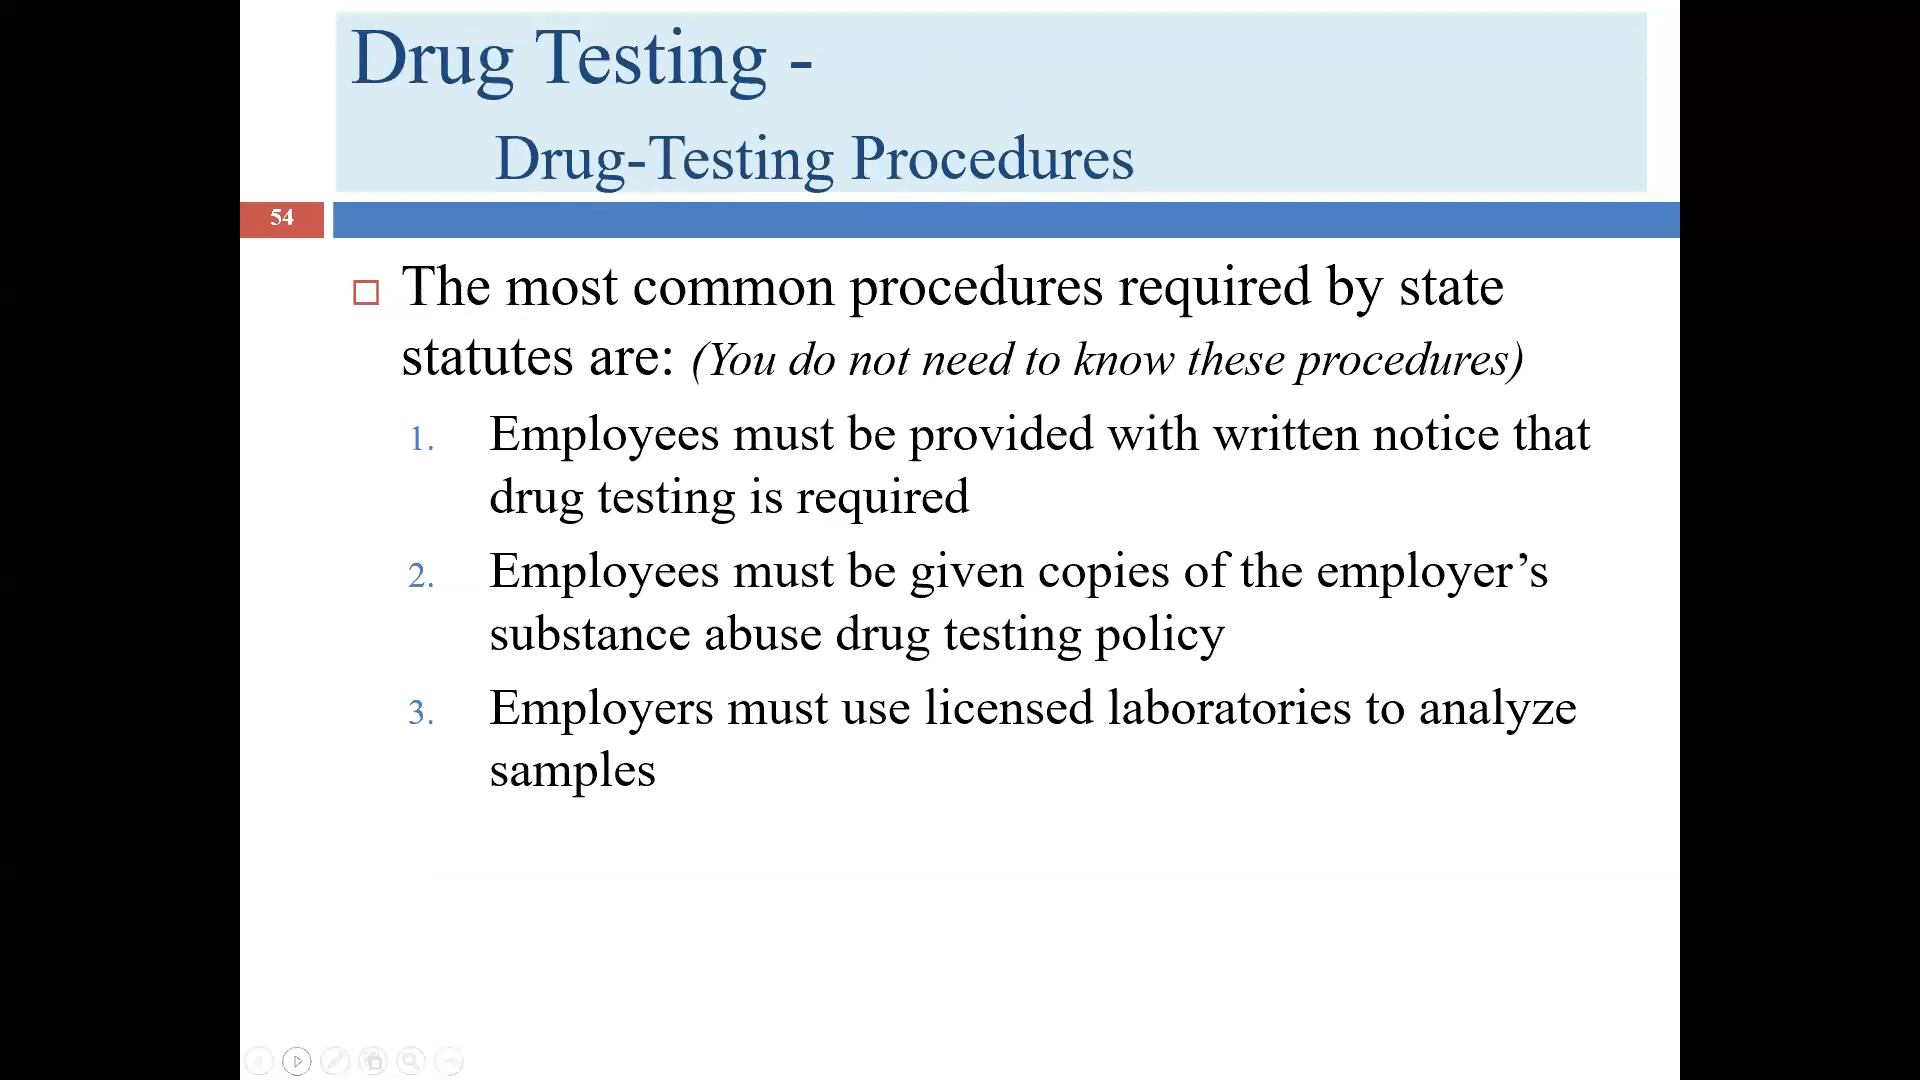 Drug Testing -
Drug-Testing Procedures
54
The most common procedures required by state
statutes are: (You do not need to know these procedures)
1. Employees must be provided with written notice that
drug testing is required
2. Employees must be given copies of the employer’s
substance abuse drug testing policy
3. Employers must use licensed laboratories to analyze
samples